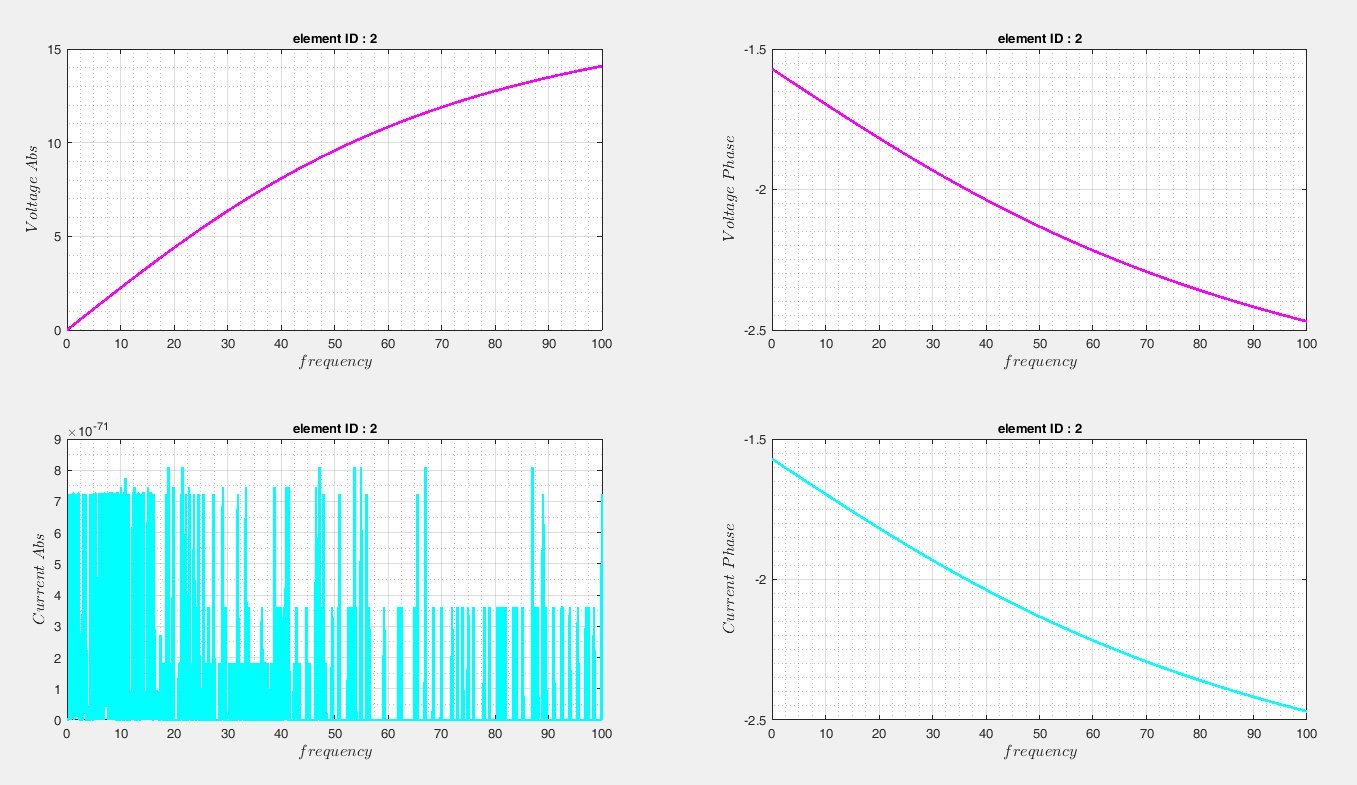 element ID : 2
15
10
5
0
Voltage Abs
0 10 20 30 40 50 60 70 80 90 100
frequency
element ID : 2
-1.5
-2
-2.5
Voltage Phase
0 10 20 30 40 50 60 70 80 90 100
frequency
element ID : 2
×10-71
9
8
7
6
5
4
3
2
1
0
Current Abs
0 10 20 30 40 50 60 70 80 90 100
frequency
element ID : 2
-1.5
-2
-2.5
Current Phase
0 10 20 30 40 50 60 70 80 90 100
frequency